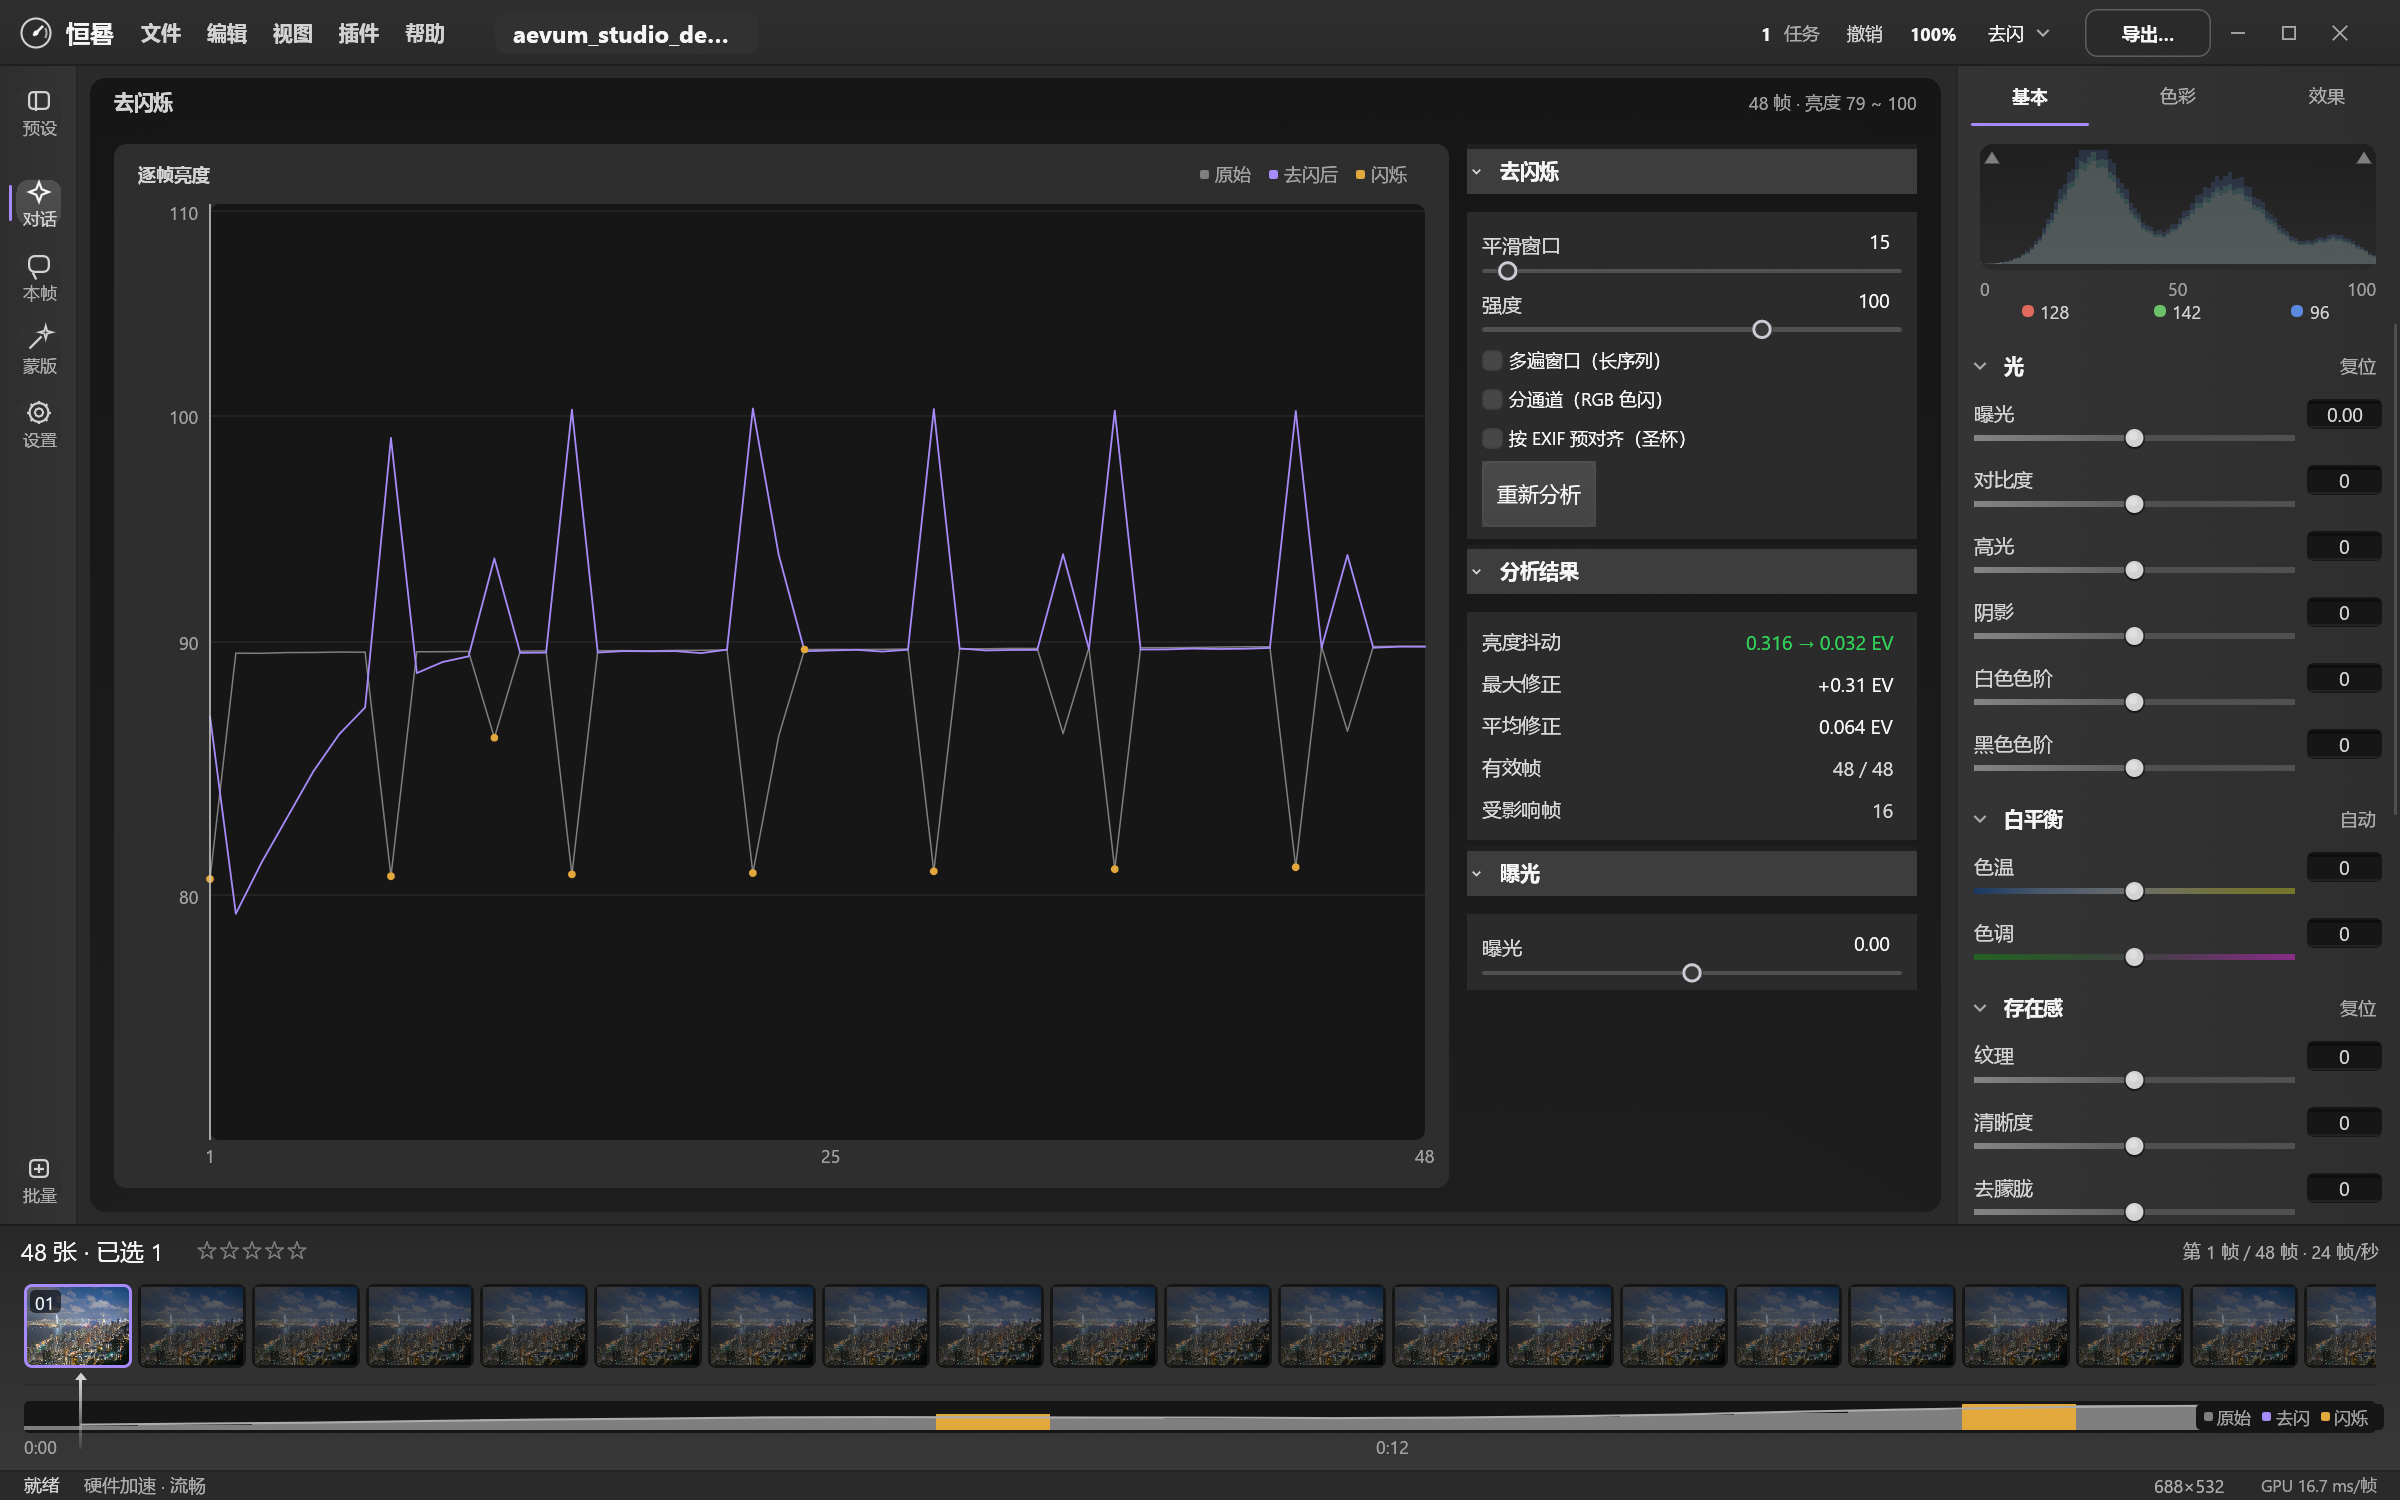 恒晷 文件 编辑 视图 插件 帮助 aevum_studio_de... 1 任务 撤销 100% 去闪 导出...
预设
对话
本帧
蒙版
设置
批量
去闪烁 48 帧 · 亮度 79 ~ 100
逐帧亮度 原始 去闪后 闪烁
110
100
90
80
1 25 48
去闪烁
平滑窗口 15
强度 100
多遍窗口（长序列）
分通道（RGB 色闪）
按 EXIF 预对齐（圣杯）
重新分析
分析结果
亮度抖动 0.316 → 0.032 EV
最大修正 +0.31 EV
平均修正 0.064 EV
有效帧 48 / 48
受影响帧 16
曝光
曝光 0.00
基本 色彩 效果
0 50 100
128 142 96
光 复位
曝光 0.00
对比度 0
高光 0
阴影 0
白色色阶 0
黑色色阶 0
白平衡 自动
色温 0
色调 0
存在感 复位
纹理 0
清晰度 0
去朦胧 0
48 张 · 已选 1 ☆☆☆☆☆ 第 1 帧 / 48 帧 · 24 帧/秒
01
原始 去闪 闪烁
0:00 0:12
就绪 硬件加速 · 流畅 688×532 GPU 16.7 ms/帧